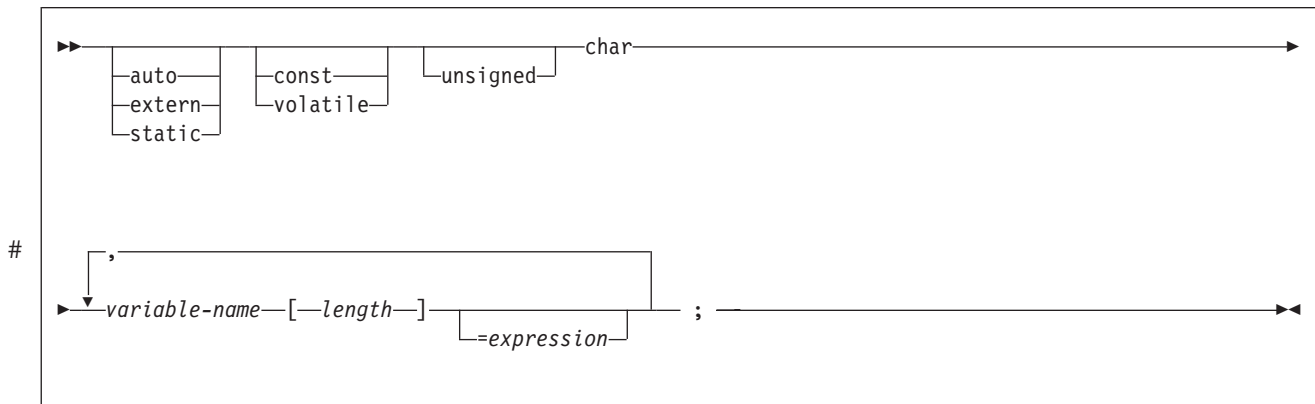 char
auto const unsigned
extern volatile
static
#
,
variable-name [ length ] ;
=expression